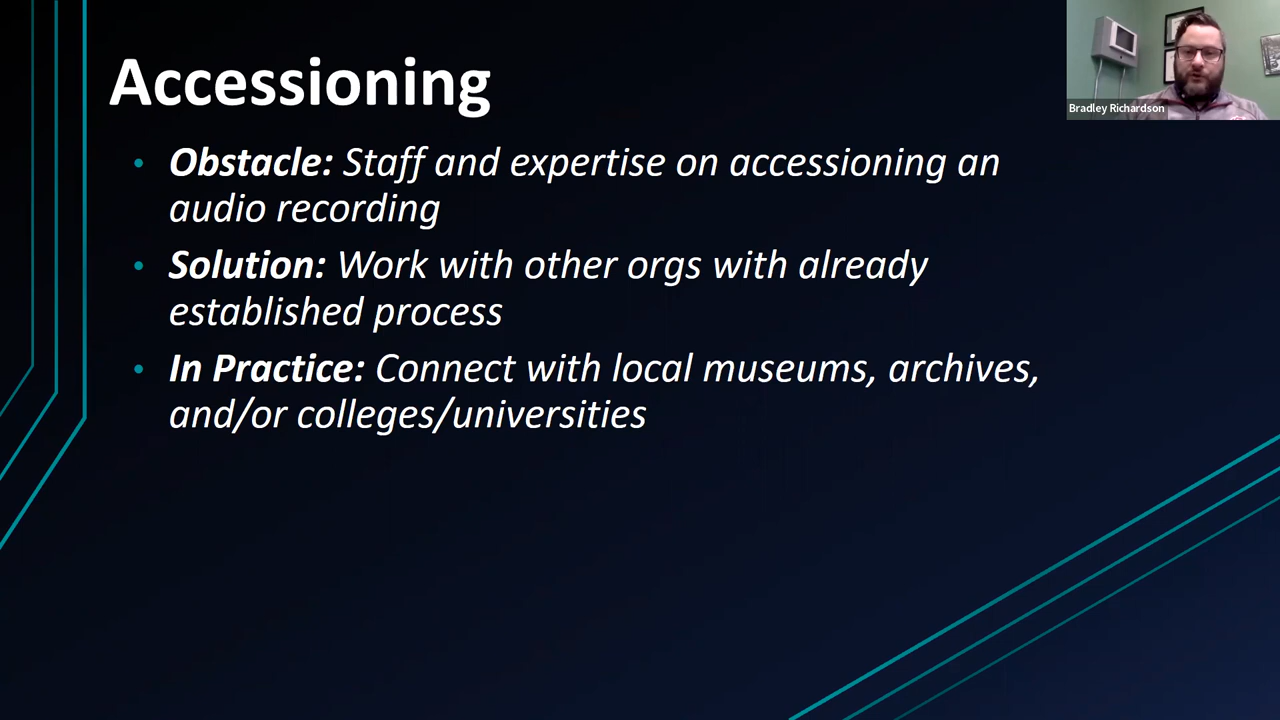 Accessioning
Bradley Richardson
• Obstacle: Staff and expertise on accessioning an
audio recording
• Solution: Work with other orgs with already
established process
• In Practice: Connect with local museums, archives,
and/or colleges/universities